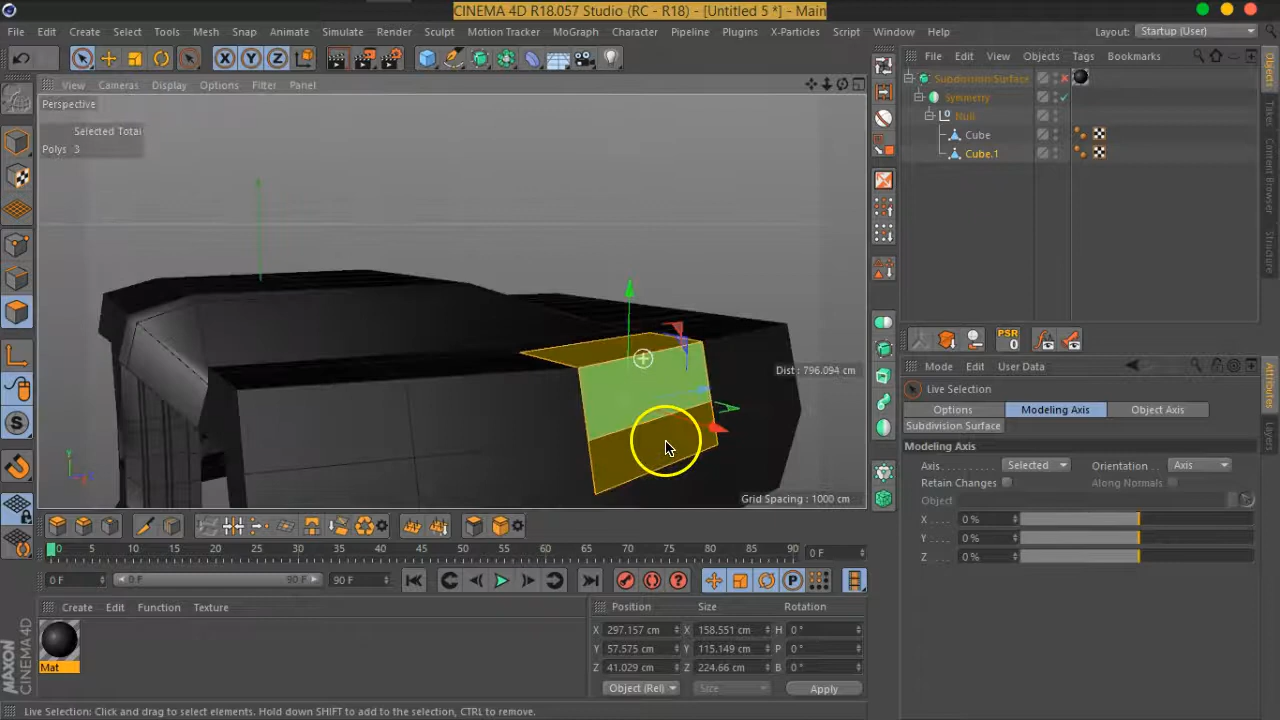 CINEMA 4D R18.057 Studio (RC - R18) - [Untitled 5 *] - Main
File Edit Create Select Tools Mesh Snap Animate Simulate Render Sculpt Motion Tracker MoGraph Character Pipeline Plugins X-Particles Script Window Help Layout: Startup (User)
X Y Z
File Edit View Objects Tags Bookmarks
View Cameras Display Options Filter Panel
Perspective
Selected Total
Polys 3
Subdivision Surface
Symmetry
Null
Cube
Cube.1
Objects
Takes
Content Browser
Structure
PSR
0
Dist : 796.094 cm
Y
Grid Spacing : 1000 cm
Mode Edit User Data
Live Selection
Options Modeling Axis Object Axis
Subdivision Surface
Modeling Axis
Axis . . . . Selected Orientation . . Axis
Retain Changes Along Normals
Object
X . . . . 0 %
Y . . . . 0 %
Z . . . . 0 %
Attributes
Layers
0 5 10 15 20 25 30 35 40 45 50 55 60 65 70 75 80 85 90 0 F
0 F 0 F 90 F 90 F
P
Create Edit Function Texture
Mat
Position Size Rotation
X 297.157 cm X 158.551 cm H 0 °
Y 57.575 cm Y 115.149 cm P 0 °
Z 41.029 cm Z 224.66 cm B 0 °
Object (Rel) Size Apply
MAXON
CINEMA 4D
Live Selection: Click and drag to select elements. Hold down SHIFT to add to the selection, CTRL to remove.